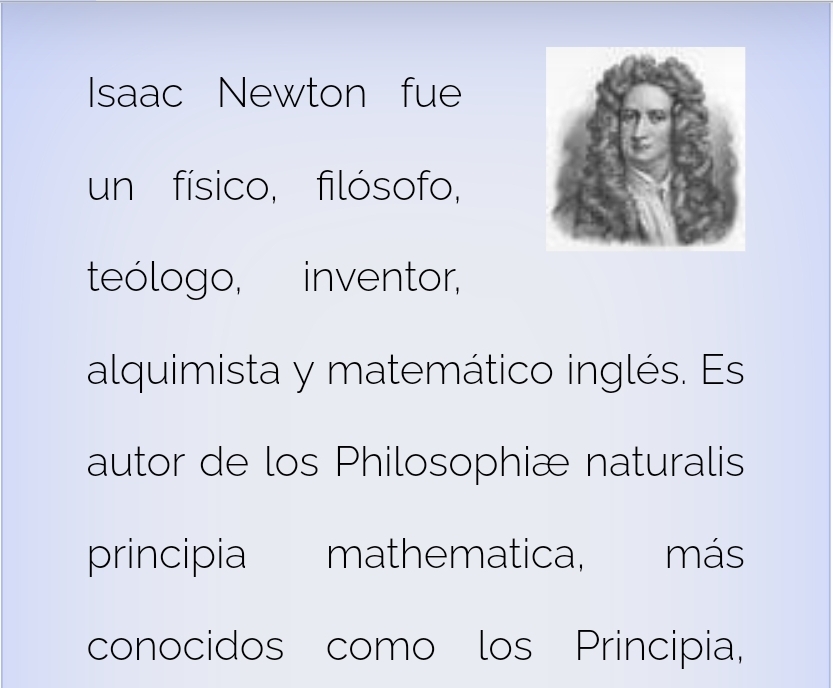 Isaac Newton fue
un físico, filósofo,
teólogo, inventor,
alquimista y matemático inglés. Es
autor de los Philosophiæ naturalis
principia mathematica, más
conocidos como los Principia,